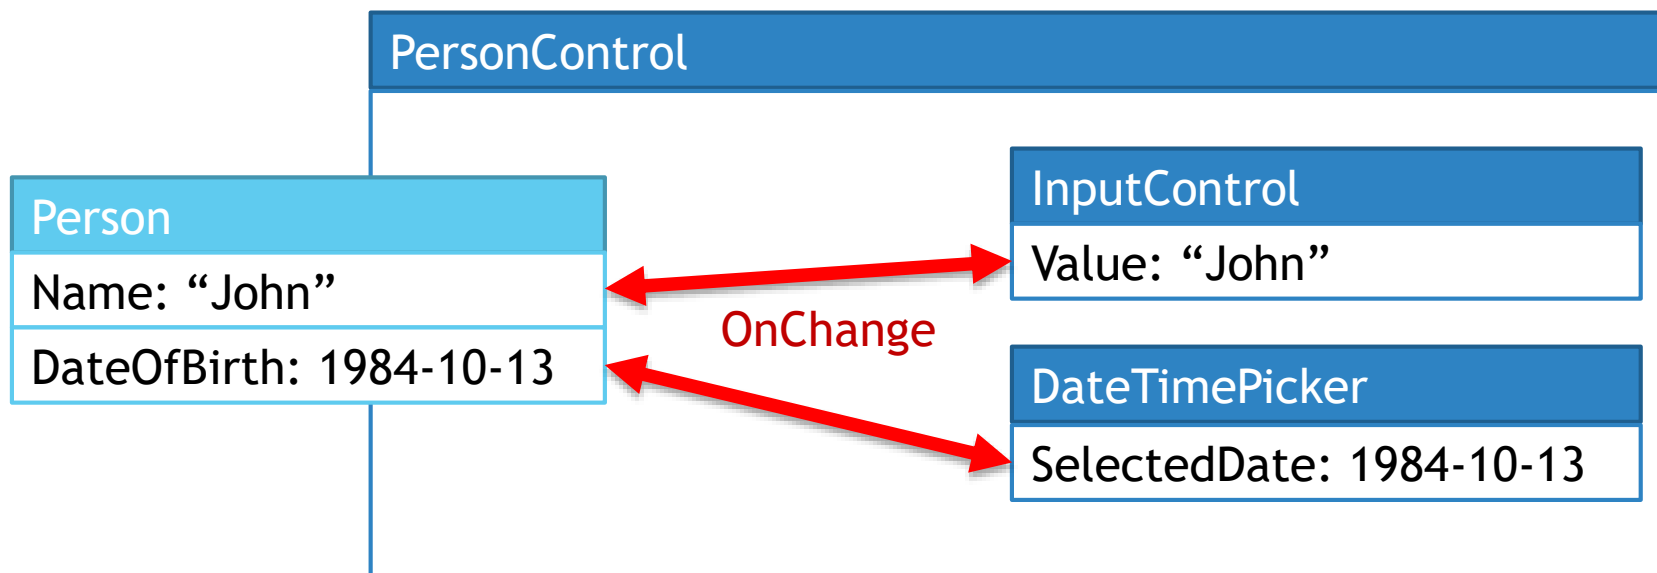 PersonControl
Person
Name: “John”
DateOfBirth: 1984-10-13
OnChange
InputControl
Value: “John”
DateTimePicker
SelectedDate: 1984-10-13